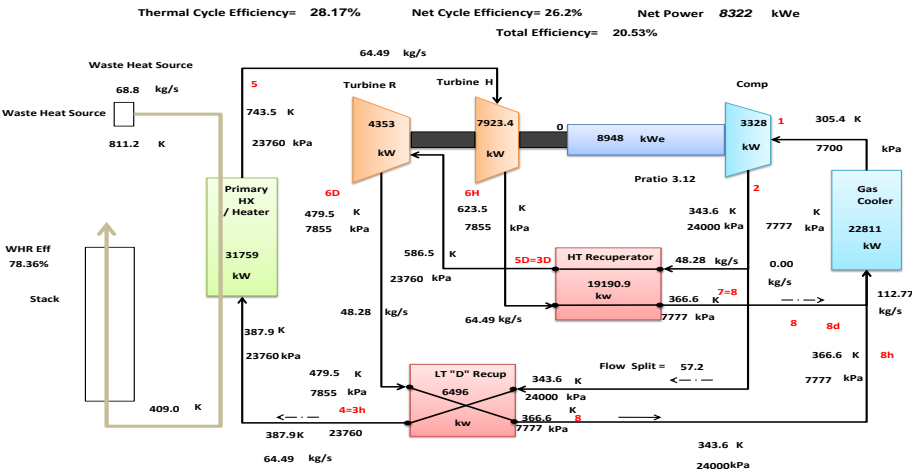 Thermal Cycle Efficiency= 28.17% Net Cycle Efficiency= 26.2% Net Power 8322 kWe
Total Efficiency= 20.53%
64.49 kg/s
Waste Heat Source
68.8 kg/s
Waste Heat Source
811.2 K
5
743.5 K
23760 kPa
Turbine R
4353
kW
Turbine H
7923.4
kW
0
8948 kWe
Comp
3328
kW
1
305.4 K
7700 kPa
Pratio 3.12
2
Primary
HX
/ Heater
31759
kW
6D
479.5 K
7855 kPa
6H
623.5 K
7855 kPa
343.6 K
24000 kPa
7777 K
kPa
Gas
Cooler
22811
kW
WHR Eff
78.36%
Stack
586.5 K
23760 kPa
5D=3D
HT Recuperator
19190.9
kw
48.28 kg/s
0.00
kg/s
7=8
366.6 K
7777 kPa
112.77
kg/s
48.28
kg/s
64.49 kg/s
8
8d
387.9 K
23760 kPa
366.6 K
8h
7777 kPa
Flow Split = 57.2
479.5 K
7855 kPa
LT "D" Recup
6496
kw
343.6 K
24000 kPa
4=3h
409.0 K
387.9K 23760
64.49 kg/s
K
366.6 8
7777 kPa
343.6 K
24000kPa